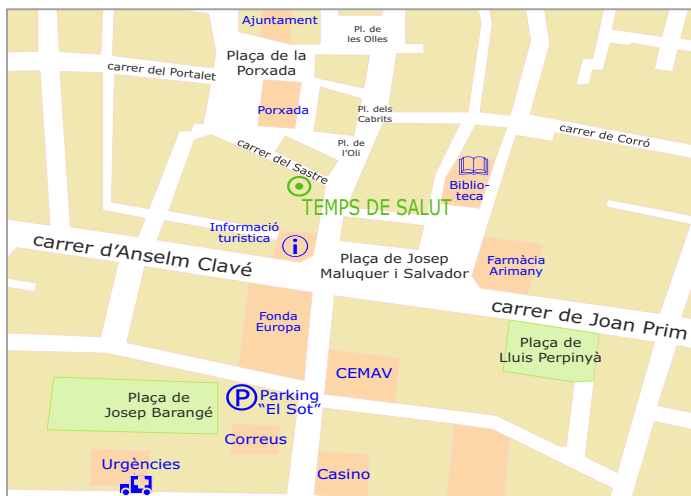 Ajuntament
Pl. de
les Olles
Plaça de la
Porxada
carrer del Portalet
Porxada
Pl. dels
Cabrits
carrer de Corró
Pl. de
l'Oli
carrer del Sastre
Biblio-
teca
TEMPS DE SALUT
Informació
turistica
i
carrer d'Anselm Clavé
Plaça de Josep
Maluquer i Salvador
Farmàcia
Arimany
Fonda
Europa
carrer de Joan Prim
Plaça de
Lluis Perpinyà
CEMAV
Plaça de
Josep Barangé
P
Parking
"El Sot"
Correus
Urgències
Casino